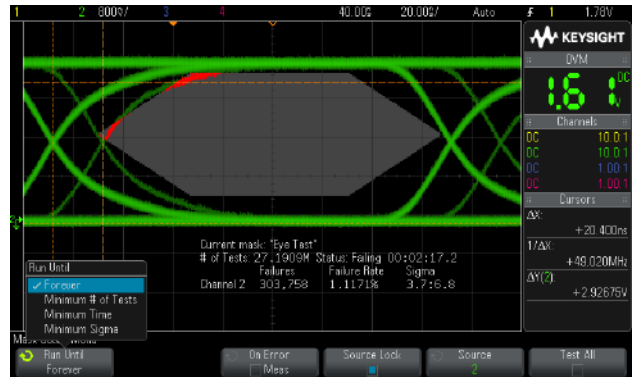 1 2 800♡/ 3 4 40.00s 20.00s/ Auto 1 1.78V
KEYSIGHT
DVM
1.61 DC
V
Channels
DC 10.0:1
DC 10.0:1
DC 1.00:1
DC 1.00:1
Cursors
ΔX:
+20.400ns
1/ΔX:
+49.020MHz
ΔY(2):
+2.92675V
Current mask: "Eye Test"
# of Tests: 27.1909M Status: Failing 00:02:17.2
Failures Failure Rate Sigma
Channel 2 303,758 1.1171% 3.7:6.8
Run Until
Forever
Minimum # of Tests
Minimum Time
Minimum Sigma
Run Until
Forever
On Error
Meas
Source Lock
Source
2
Test All